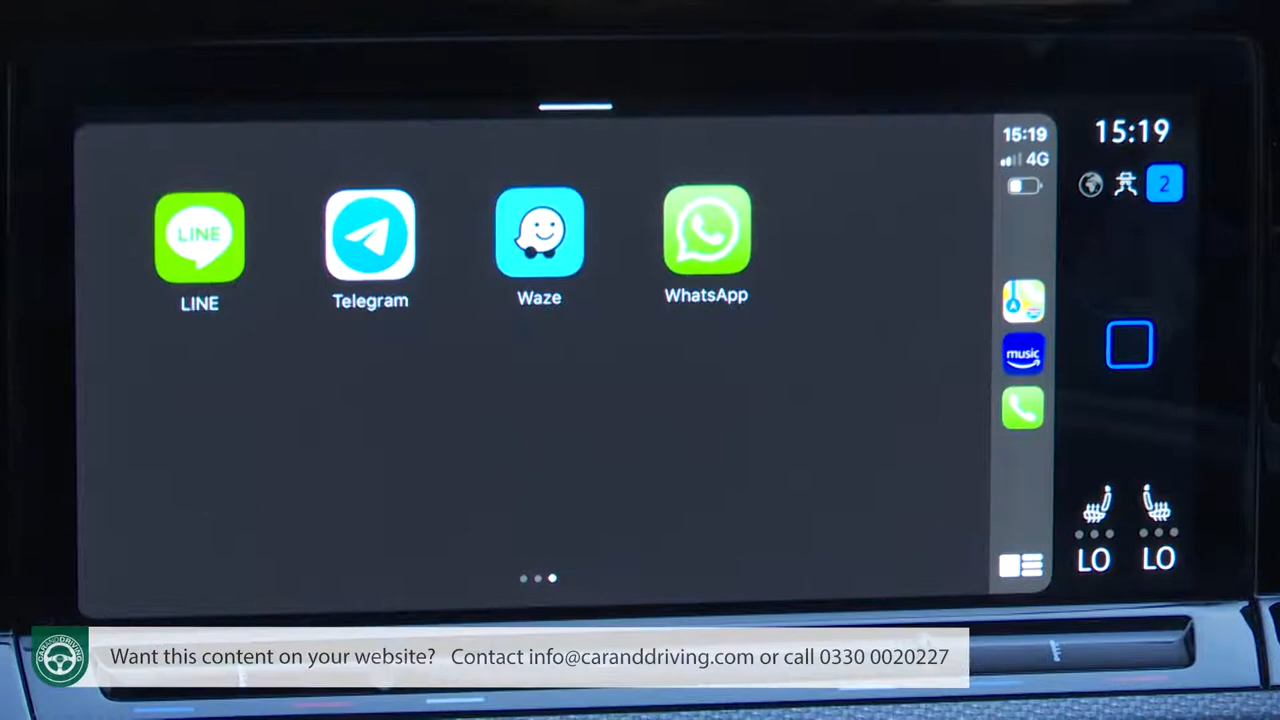 15:19
4G
15:19
2
LINE
LINE
Telegram
Waze
WhatsApp
music
LO
LO
CARANDDRIVING
Want this content on your website? Contact info@caranddriving.com or call 0330 0020227